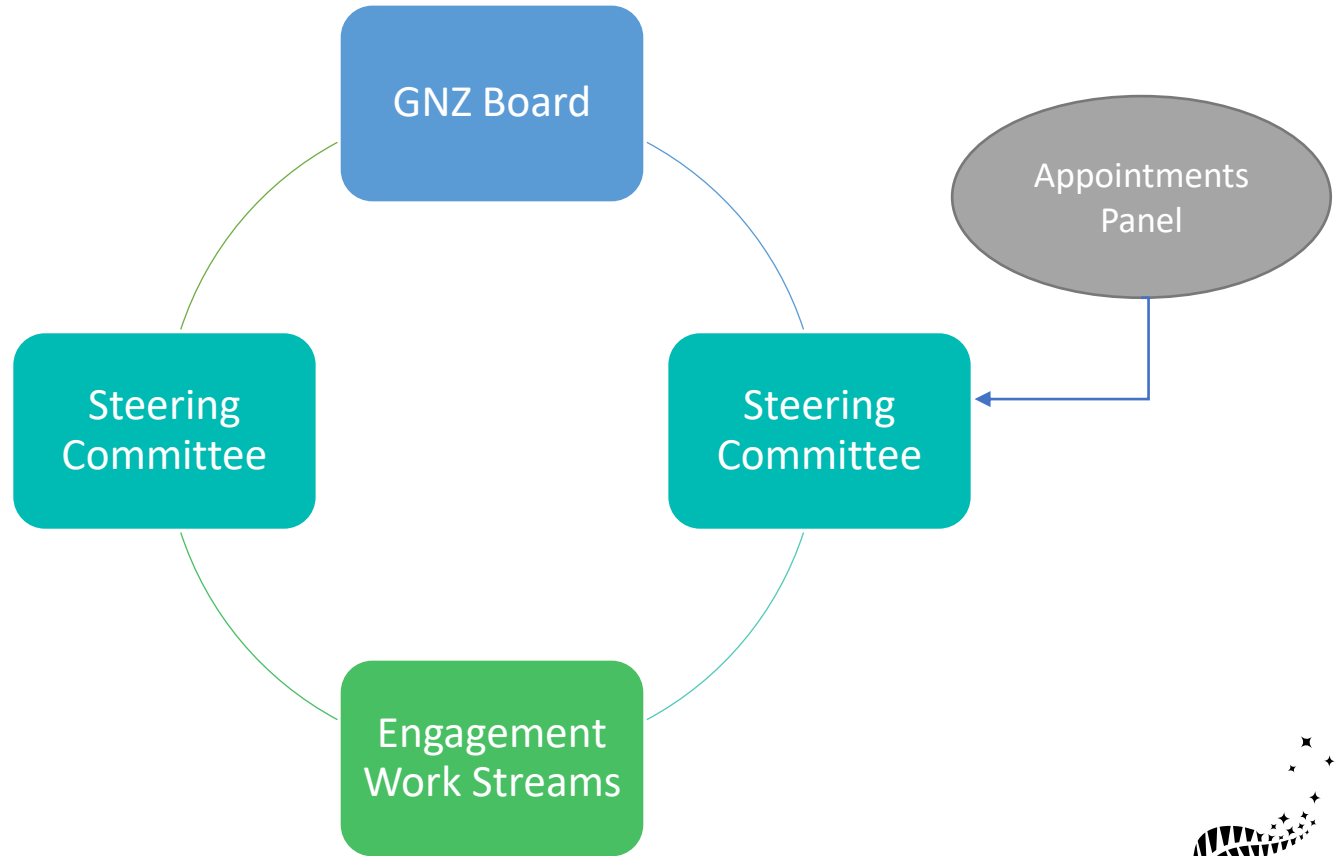 GNZ Board
Appointments
Panel
Steering
Committee
Steering
Committee
Engagement
Work Streams